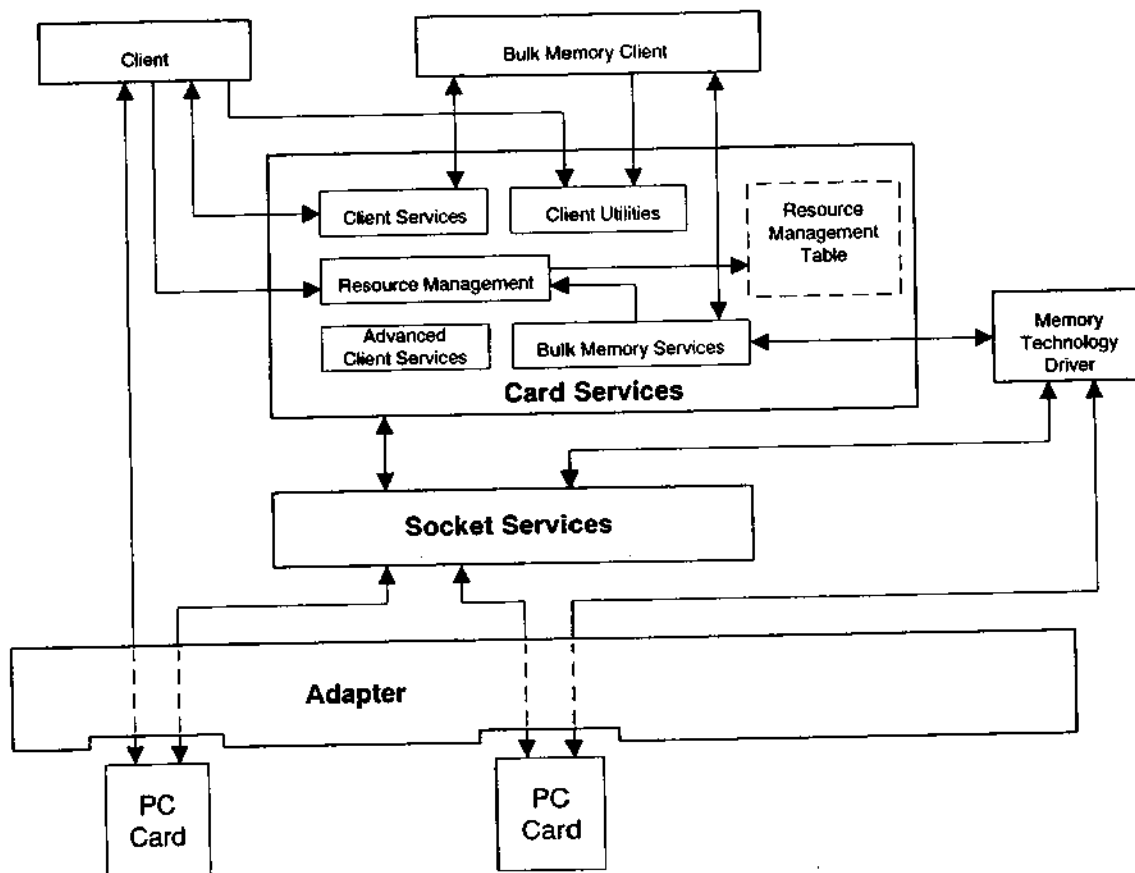 Client
Bulk Memory Client
Client Services
Client Utilities
Resource
Management
Table
Resource Management
Advanced
Client Services
Bulk Memory Services
Memory
Technology
Driver
Card Services
Socket Services
Adapter
PC
Card
PC
Card